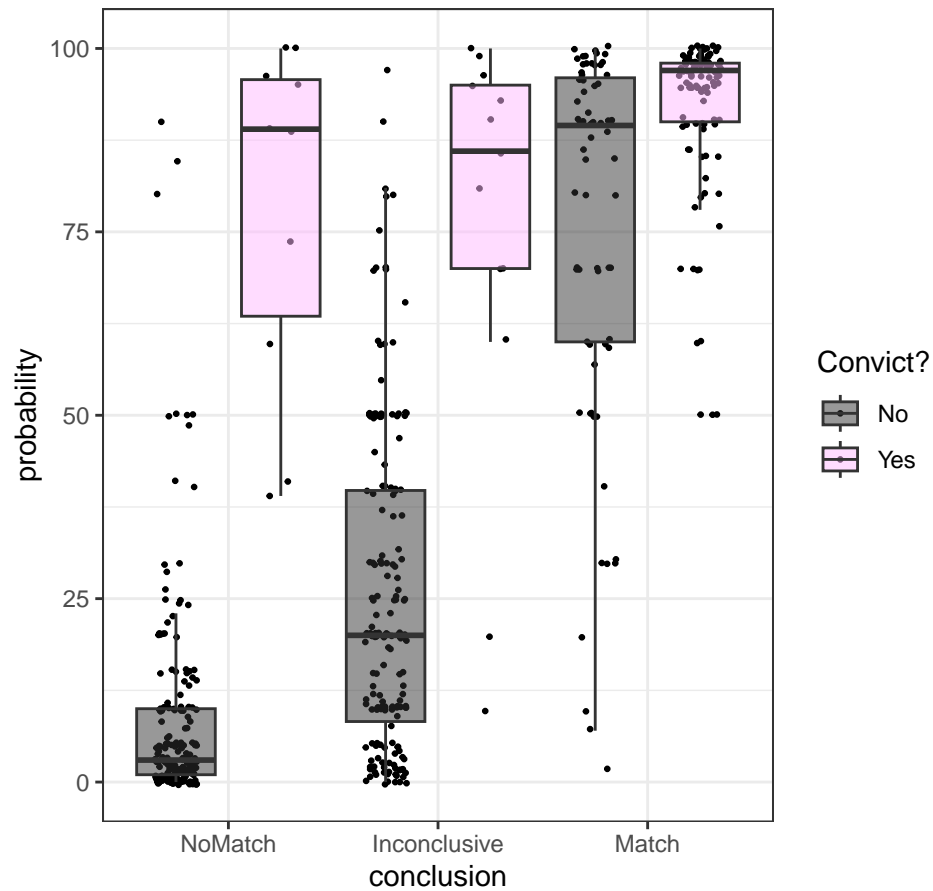 100
75
50
25
0
probability
NoMatch Inconclusive Match
conclusion
Convict?
No
Yes